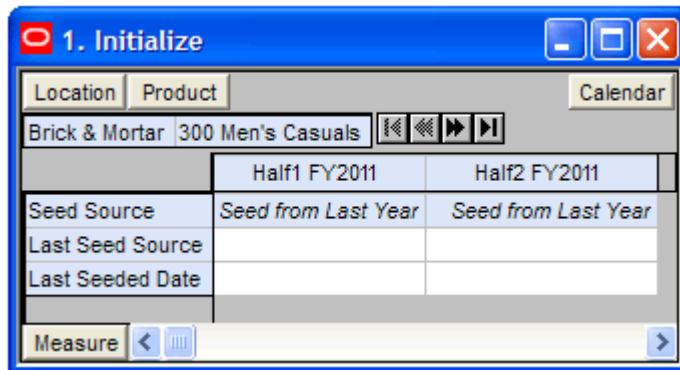 1. Initialize
Location Product Calendar
Brick & Mortar 300 Men's Casuals
Half1 FY2011 Half2 FY2011
Seed Source Seed from Last Year Seed from Last Year
Last Seed Source
Last Seeded Date
Measure